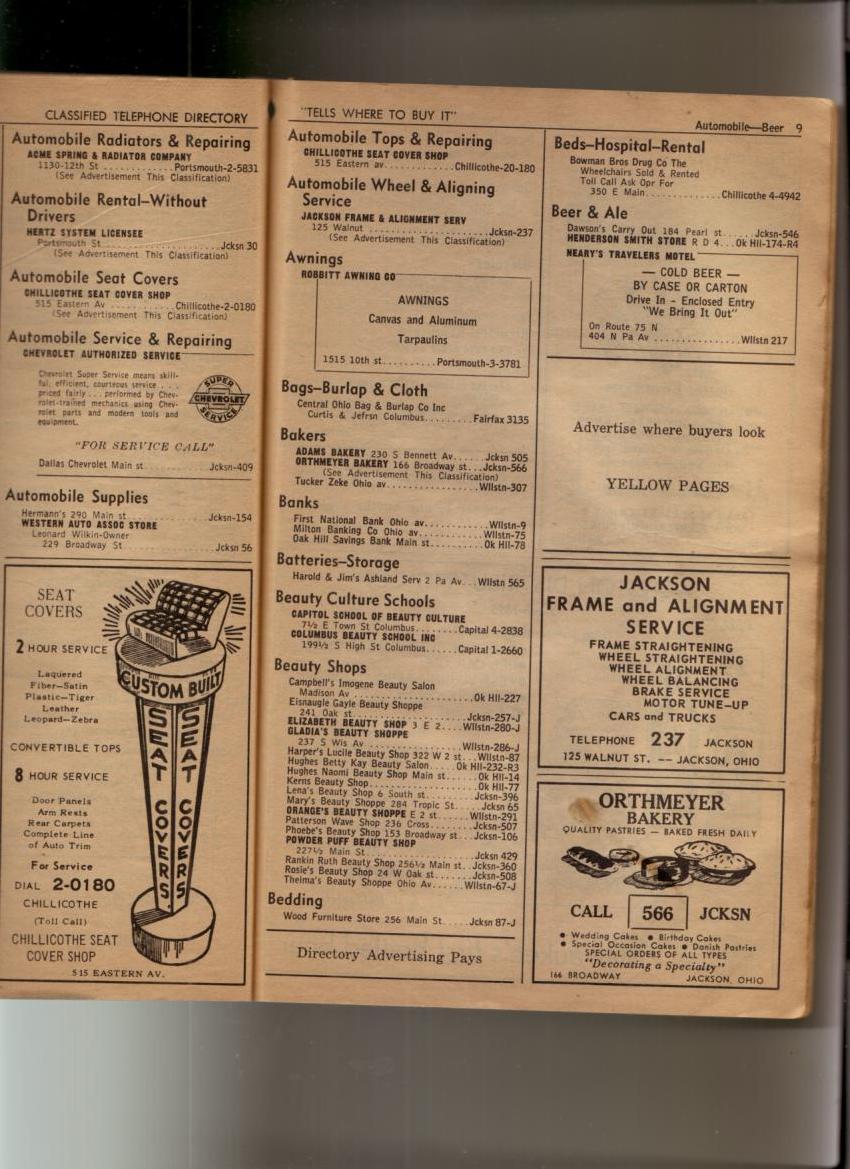 CLASSIFIED TELEPHONE DIRECTORY
Automobile Radiators & Repairing
ACME SPRING & RADIATOR COMPANY
1130-12th St ............Portsmouth-2-5831
(See Advertisement This Classification)
Automobile Rental—Without
Drivers
HERTZ SYSTEM LICENSEE
Portsmouth St......................Jcksn 30
(See Advertisement This Classification)
Automobile Seat Covers
CHILLICOTHE SEAT COVER SHOP
515 Eastern Av ............Chillicothe-2-0180
(See Advertisement This Classification)
Automobile Service & Repairing
CHEVROLET AUTHORIZED SERVICE
Chevrolet Super Service means skill-
ful, efficient, courteous service . . .
priced fairly . . . performed by Chev-
rolet-trained mechanics using Chev-
rolet parts and modern tools and
equipment.
SUPER
CHEVROLET
SERVICE
"FOR SERVICE CALL"
Dallas Chevrolet Main st............Jcksn-409
Automobile Supplies
Hermann's 290 Main st..............Jcksn-154
WESTERN AUTO ASSOC STORE
Leonard Wilkin-Owner
229 Broadway St ..................Jcksn 56
SEAT
COVERS
2 HOUR SERVICE
Laquered
Fiber—Satin
Plastic—Tiger
Leather
Leopard—Zebra
CONVERTIBLE TOPS
8 HOUR SERVICE
Door Panels
Arm Rests
Rear Carpets
Complete Line
of Auto Trim
For Service
DIAL 2-0180
CHILLICOTHE
(Toll Call)
CHILLICOTHE SEAT
COVER SHOP
515 EASTERN AV.
CUSTOM BUILT
SEAT COVERS
SEAT COVERS
"TELLS WHERE TO BUY IT"
Automobile—Beer 9
Automobile Tops & Repairing
CHILLICOTHE SEAT COVER SHOP
515 Eastern av............Chillicothe-20-180
Automobile Wheel & Aligning
Service
JACKSON FRAME & ALIGNMENT SERV
125 Walnut ......................Jcksn-237
(See Advertisement This Classification)
Awnings
ROBBITT AWNING CO
AWNINGS
Canvas and Aluminum
Tarpaulins
1515 10th st..........Portsmouth-3-3781
Bags—Burlap & Cloth
Central Ohio Bag & Burlap Co Inc
Curtis & Jefrsn Columbus.........Fairfax 3135
Bakers
ADAMS BAKERY 230 S Bennett Av......Jcksn 505
ORTHMEYER BAKERY 166 Broadway st...Jcksn-566
(See Advertisement This Classification)
Tucker Zeke Ohio av................Wllstn-307
Banks
First National Bank Ohio av...........Wllstn-9
Milton Banking Co Ohio av...........Wllstn-75
Oak Hill Savings Bank Main st..........Ok Hll-78
Batteries—Storage
Harold & Jim's Ashland Serv 2 Pa Av...Wllstn 565
Beauty Culture Schools
CAPITOL SCHOOL OF BEAUTY CULTURE
7½ E Town St Columbus........Capital 4-2838
COLUMBUS BEAUTY SCHOOL INC
199½ S High St Columbus......Capital 1-2660
Beauty Shops
Campbell's Imogene Beauty Salon
Madison Av ......................Ok Hll-227
Eisnaugle Gayle Beauty Shoppe
241 Oak st......................Jcksn-257-J
ELIZABETH BEAUTY SHOP 3 E 2....Wllstn-280-J
GLADIA'S BEAUTY SHOPPE
237 S Wis Av ..................Wllstn-286-J
Harper's Lucile Beauty Shop 322 W 2 st...Wllstn-87
Hughes Betty Kay Beauty Salon.....Ok Hll-232-R3
Hughes Naomi Beauty Shop Main st......Ok Hll-14
Kerns Beauty Shop....................Ok Hll-77
Lena's Beauty Shop 6 South st.........Jcksn-396
Mary's Beauty Shoppe 284 Tropic St.....Jcksn 65
ORANGE'S BEAUTY SHOPPE E 2 st......Wllstn-291
Patterson Wave Shop 236 Cross........Jcksn-507
Phoebe's Beauty Shop 153 Broadway st...Jcksn-106
POWDER PUFF BEAUTY SHOP
227½ Main St....................Jcksn 429
Rankin Ruth Beauty Shop 256½ Main st..Jcksn-360
Rosie's Beauty Shop 24 W Oak st.......Jcksn-508
Thelma's Beauty Shoppe Ohio Av......Wllstn-67-J
Bedding
Wood Furniture Store 256 Main St.....Jcksn 87-J
Directory Advertising Pays
Beds—Hospital—Rental
Bowman Bros Drug Co The
Wheelchairs Sold & Rented
Toll Call Ask Opr For
350 E Main..............Chillicothe 4-4942
Beer & Ale
Dawson's Carry Out 184 Pearl st......Jcksn-546
HENDERSON SMITH STORE R D 4...Ok Hll-174-R4
NEARY'S TRAVELERS MOTEL
— COLD BEER —
BY CASE OR CARTON
Drive In - Enclosed Entry
"We Bring It Out"
On Route 75 N
404 N Pa Av ................Wllstn 217
Advertise where buyers look
YELLOW PAGES
JACKSON
FRAME and ALIGNMENT
SERVICE
FRAME STRAIGHTENING
WHEEL STRAIGHTENING
WHEEL ALIGNMENT
WHEEL BALANCING
BRAKE SERVICE
MOTOR TUNE-UP
CARS and TRUCKS
TELEPHONE 237 JACKSON
125 WALNUT ST. — JACKSON, OHIO
ORTHMEYER
BAKERY
QUALITY PASTRIES — BAKED FRESH DAILY
CALL 566 JCKSN
● Wedding Cakes ● Birthday Cakes
● Special Occasion Cakes ● Danish Pastries
SPECIAL ORDERS OF ALL TYPES
"Decorating a Specialty"
166 BROADWAY JACKSON, OHIO